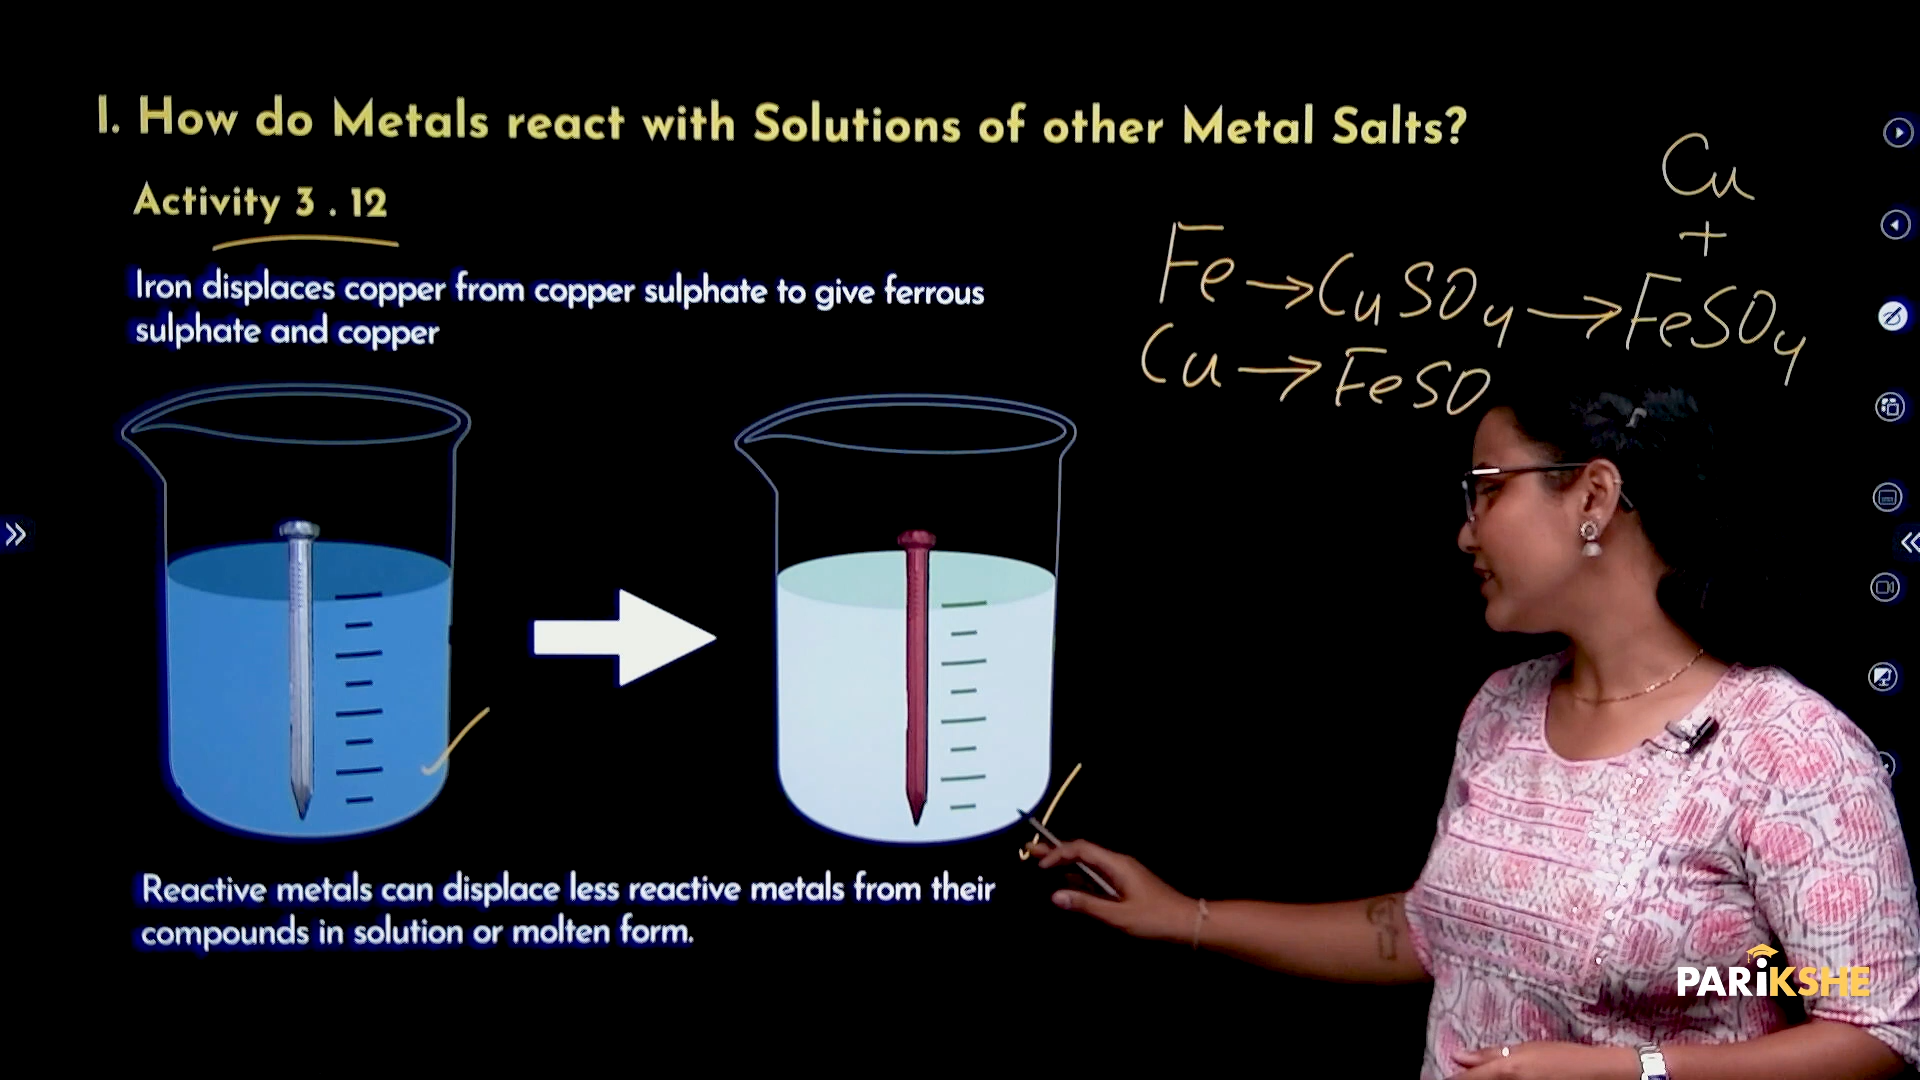 1. How do Metals react with Solutions of other Metal Salts?
Activity 3 . 12
Iron displaces copper from copper sulphate to give ferrous
sulphate and copper
Cu
+
Fe → CuSO4 → FeSO4
Cu → FeSO
Reactive metals can displace less reactive metals from their
compounds in solution or molten form.
PARiKSHE